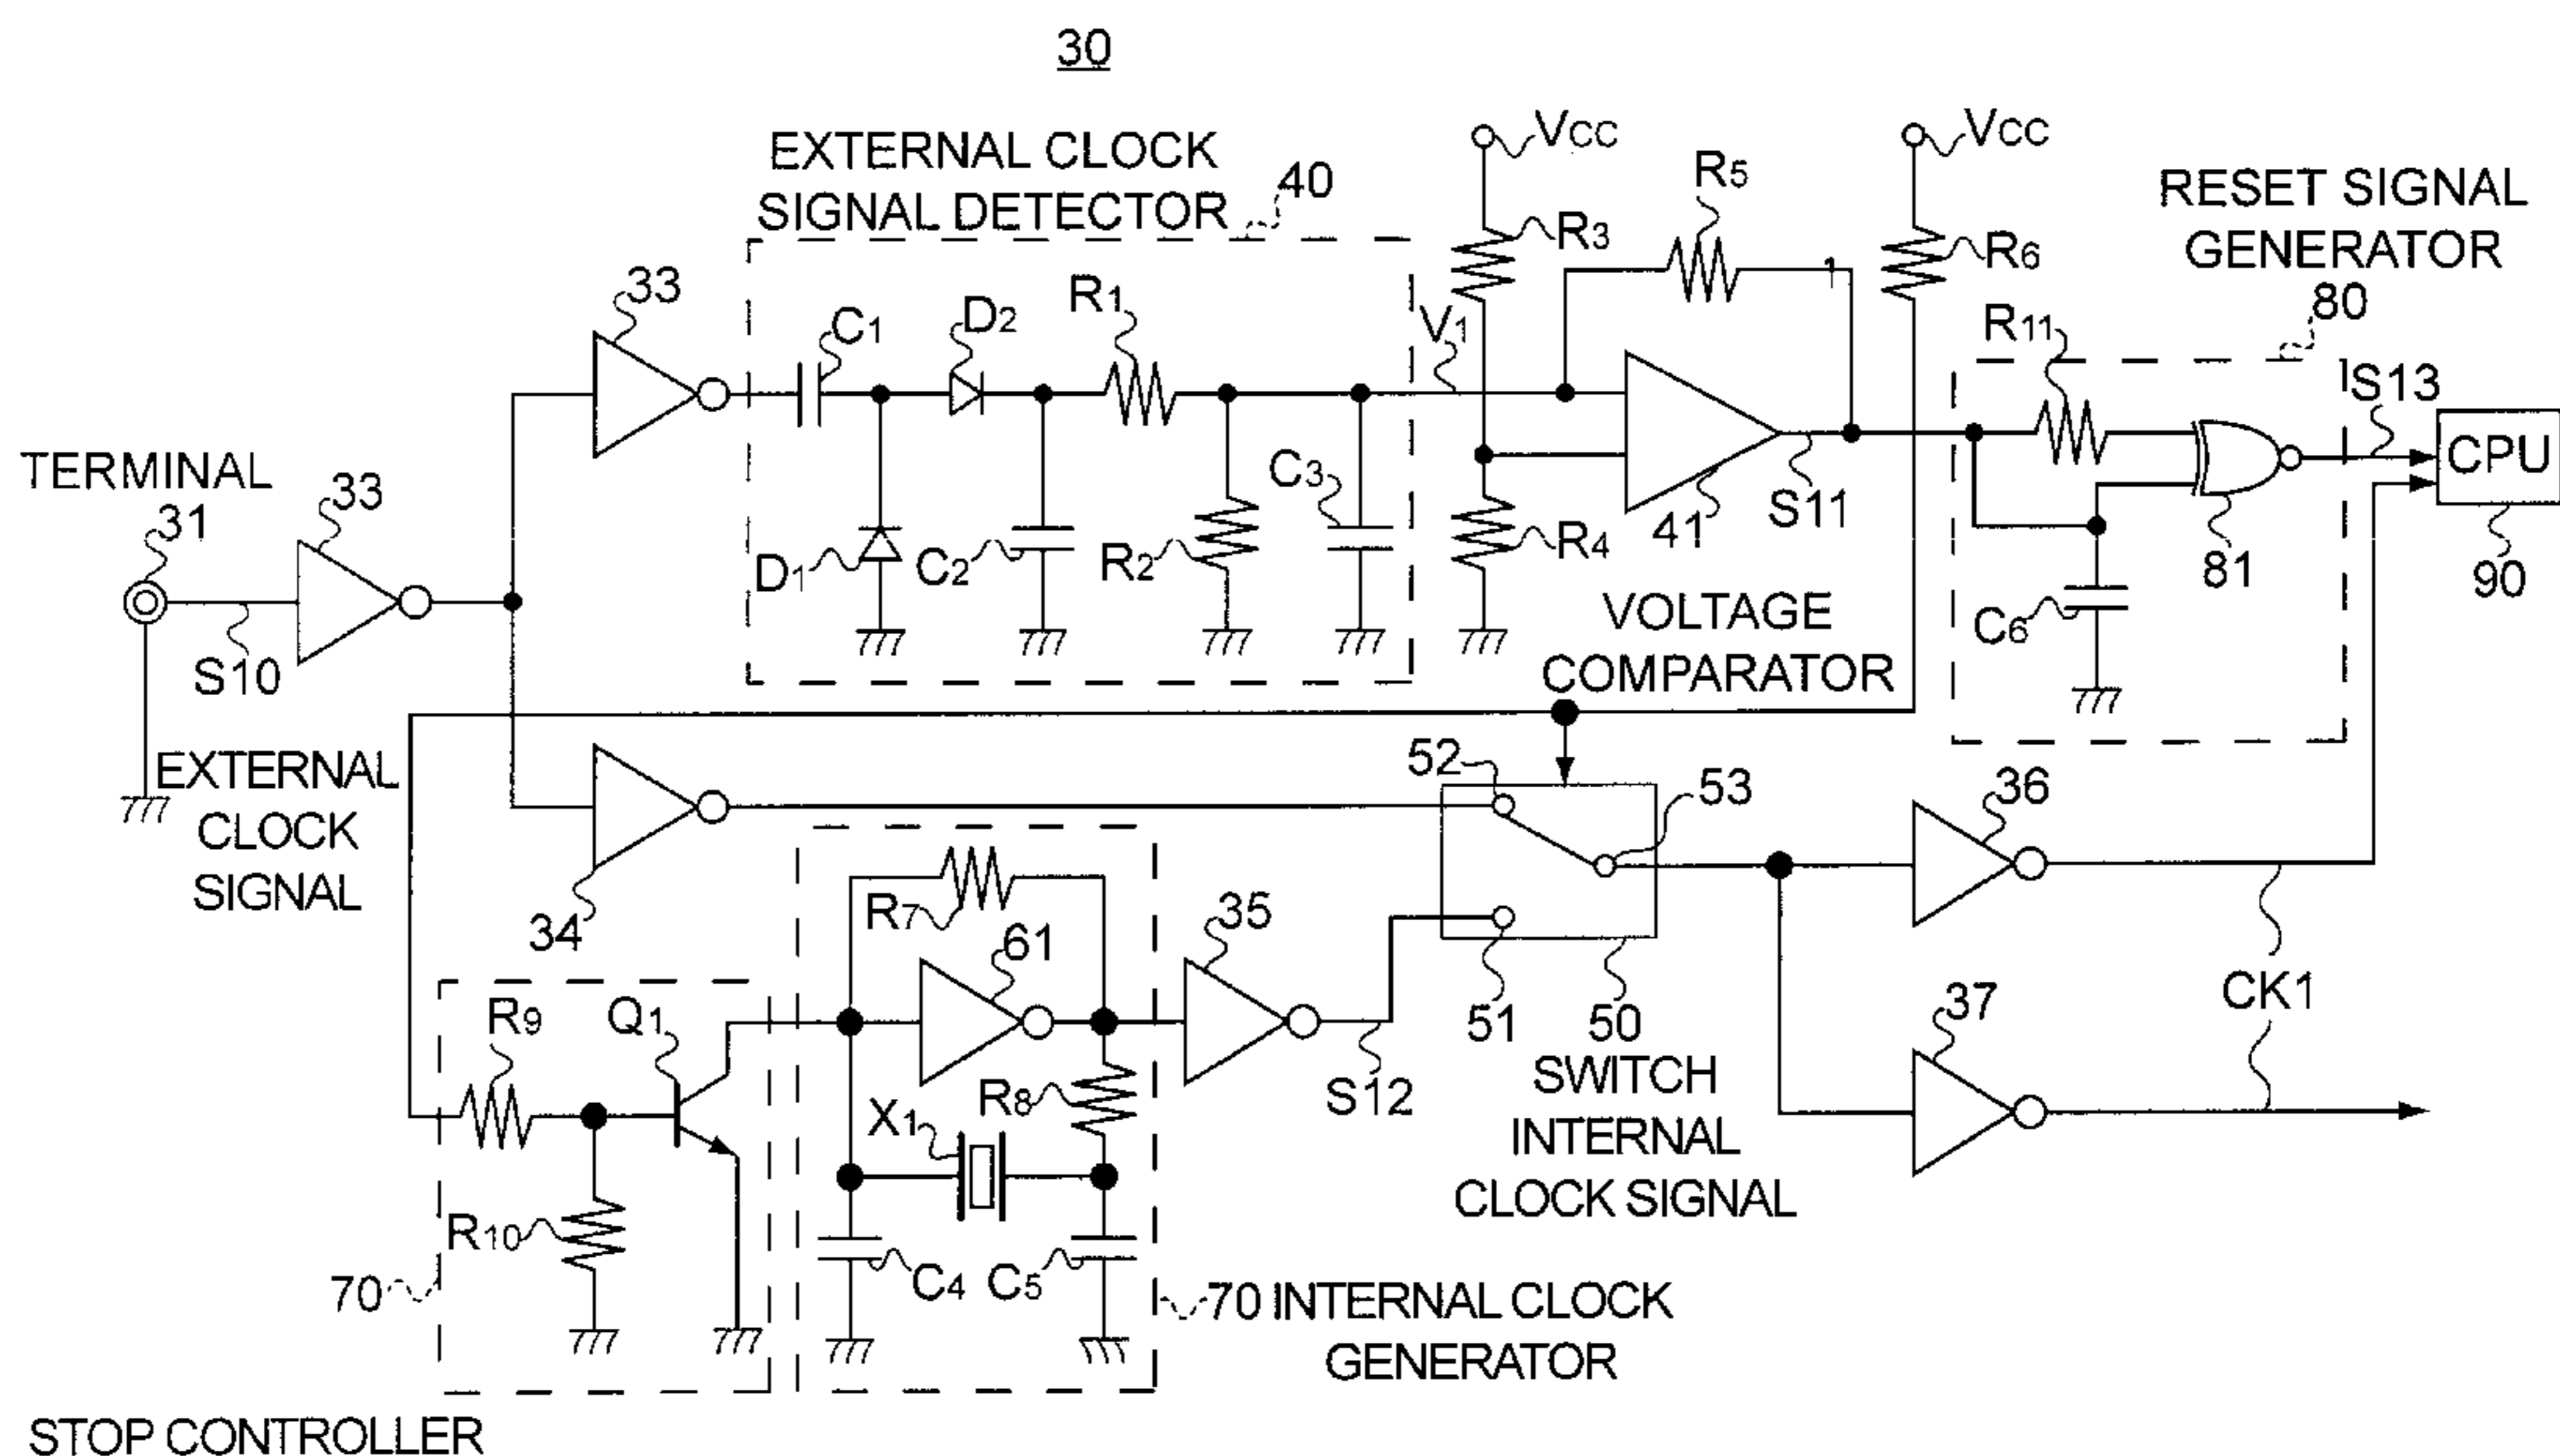 30
EXTERNAL CLOCK
SIGNAL DETECTOR
40
VCC
VCC
R3
R5
R6
RESET SIGNAL
GENERATOR
80
33
C1
D2
R1
V1
R11
S13
CPU
TERMINAL
31
33
D1
C2
R2
C3
R4
41
S11
81
90
S10
C6
VOLTAGE
COMPARATOR
EXTERNAL
CLOCK
SIGNAL
34
52
53
36
R7
61
35
51
50
CK1
37
R9
Q1
X1
R8
S12
SWITCH
INTERNAL
CLOCK SIGNAL
R10
70
C4
C5
70 INTERNAL CLOCK
GENERATOR
STOP CONTROLLER